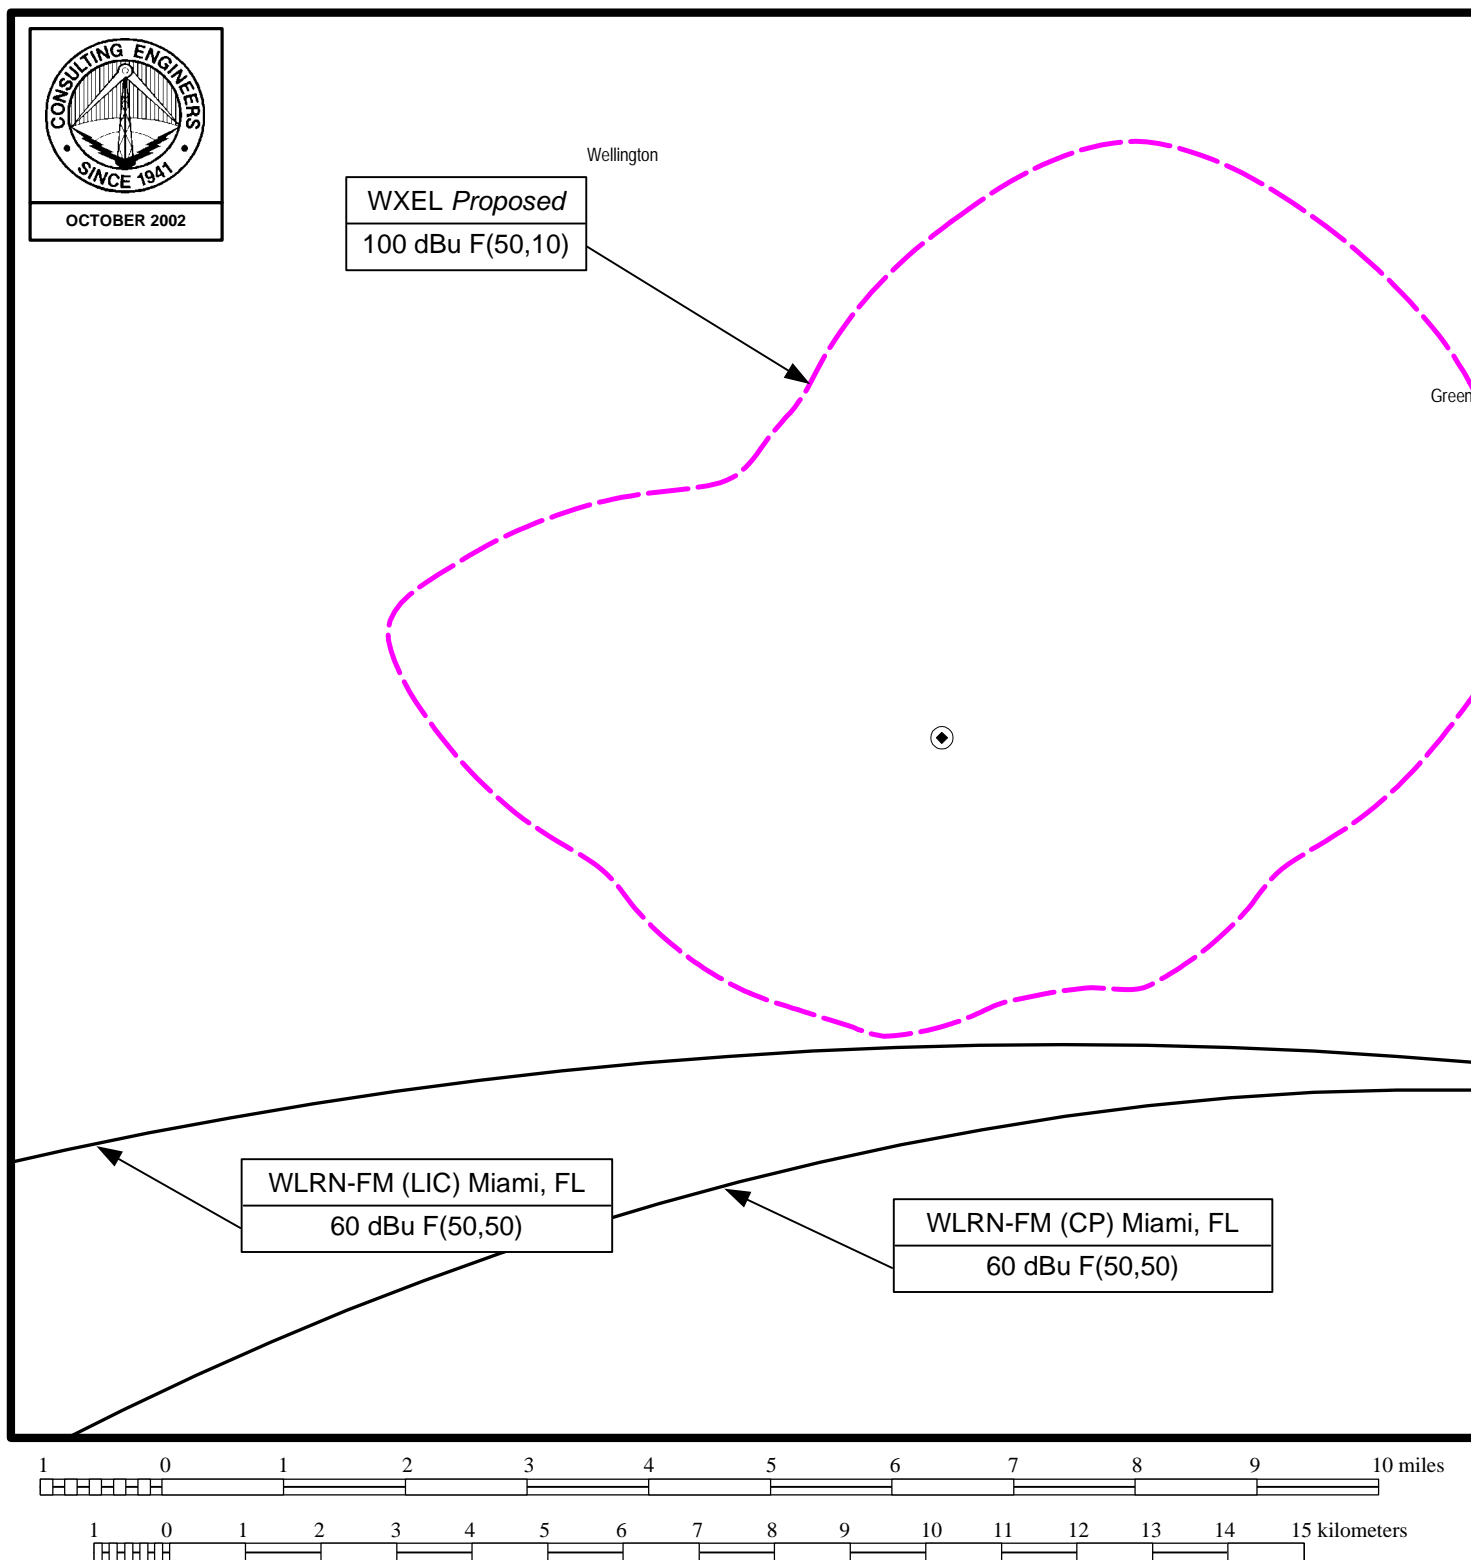 CONSULTING ENGINEERS
• SINCE 1941 •
OCTOBER 2002
Wellington
WXEL Proposed
100 dBu F(50,10)
Green
WLRN-FM (LIC) Miami, FL
60 dBu F(50,50)
WLRN-FM (CP) Miami, FL
60 dBu F(50,50)
1 0 1 2 3 4 5 6 7 8 9 10 miles
1 0 1 2 3 4 5 6 7 8 9 10 11 12 13 14 15 kilometers